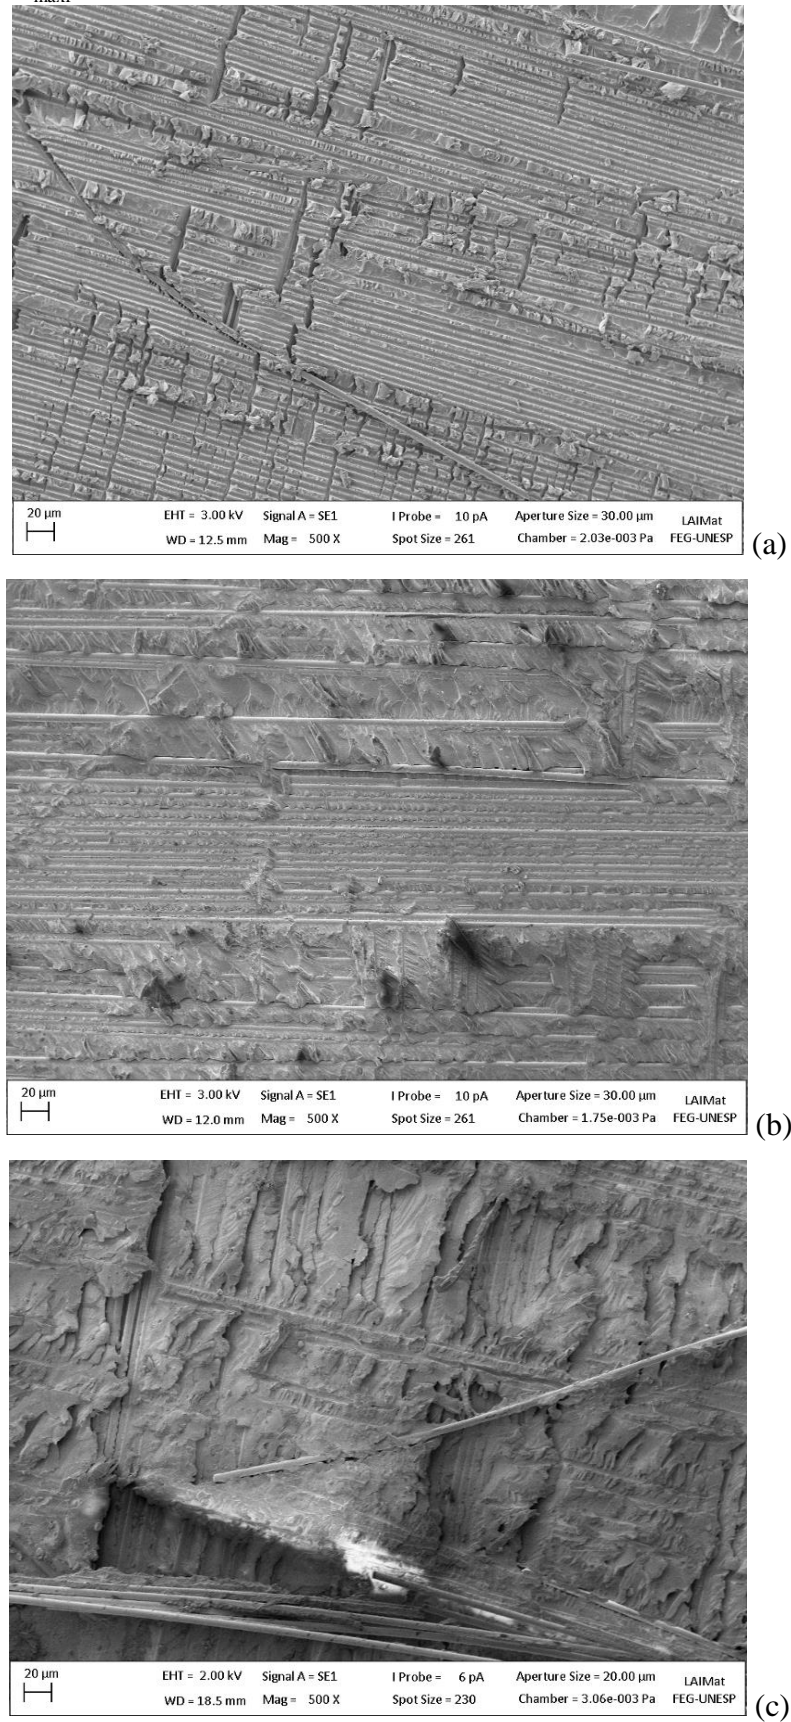 maxi
20 µm
EHT = 3.00 kV Signal A = SE1 I Probe = 10 pA Aperture Size = 30.00 µm LAIMat
WD = 12.5 mm Mag = 500 X Spot Size = 261 Chamber = 2.03e-003 Pa FEG-UNESP
(a)
20 µm
EHT = 3.00 kV Signal A = SE1 I Probe = 10 pA Aperture Size = 30.00 µm LAIMat
WD = 12.0 mm Mag = 500 X Spot Size = 261 Chamber = 1.75e-003 Pa FEG-UNESP
(b)
20 µm
EHT = 2.00 kV Signal A = SE1 I Probe = 6 pA Aperture Size = 20.00 µm LAIMat
WD = 18.5 mm Mag = 500 X Spot Size = 230 Chamber = 3.06e-003 Pa FEG-UNESP
(c)